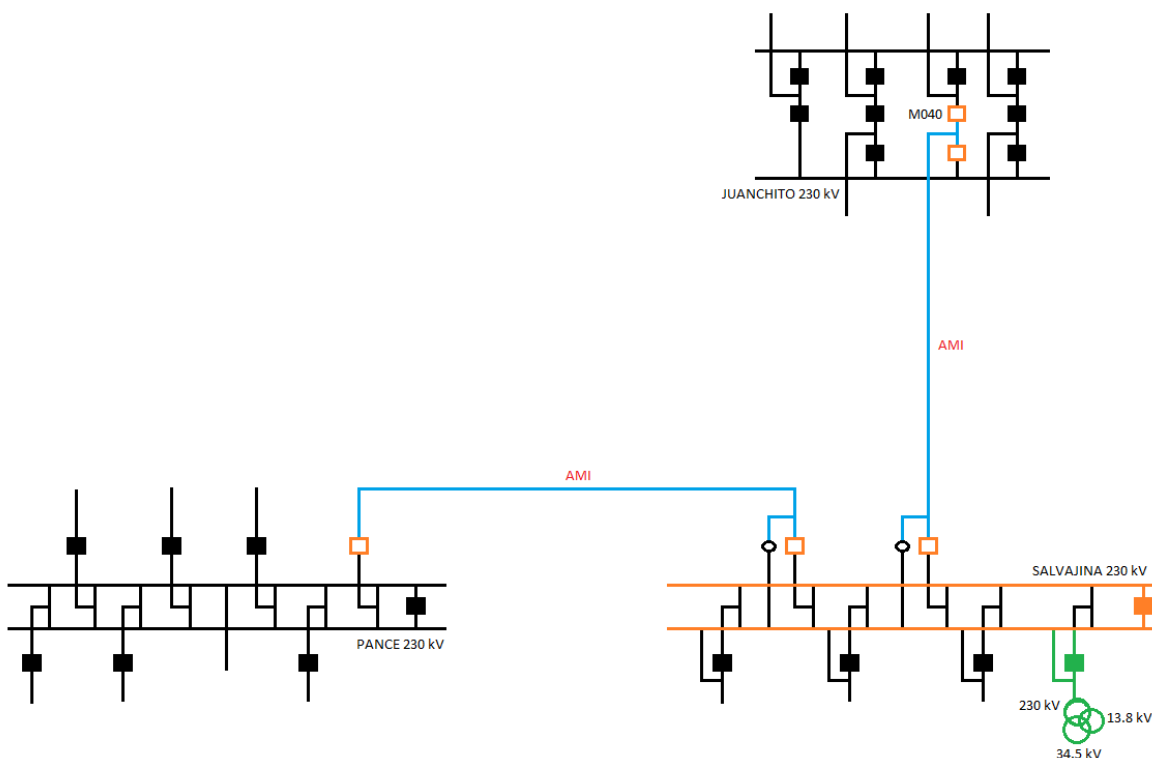 M040
JUANCHITO 230 kV
AMI
AMI
SALVAJINA 230 kV
PANCE 230 kV
230 kV
13.8 kV
34.5 kV